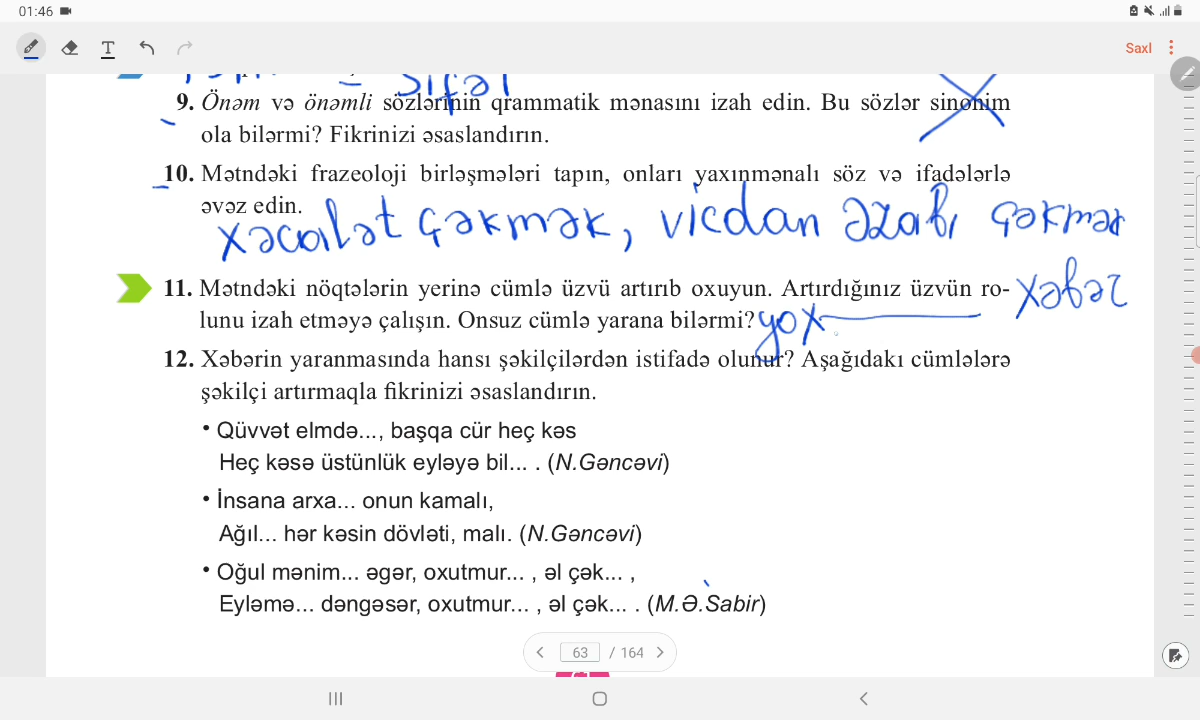 01:46
Saxl
sifət
9. Önəm və önəmli sözlərinin qrammatik mənasını izah edin. Bu sözlər sinonim
ola bilərmi? Fikrinizi əsaslandırın.
10. Mətndəki frazeoloji birləşmələri tapın, onları yaxınmənalı söz və ifadələrlə
əvəz edin.
xəcalət çəkmək, vicdan əzabı çəkmək
11. Mətndəki nöqtələrin yerinə cümlə üzvü artırıb oxuyun. Artırdığınız üzvün ro- xəbər
lunu izah etməyə çalışın. Onsuz cümlə yarana bilərmi? yox
12. Xəbərin yaranmasında hansı şəkilçilərdən istifadə olunur? Aşağıdakı cümlələrə
şəkilçi artırmaqla fikrinizi əsaslandırın.
• Qüvvət elmdə..., başqa cür heç kəs
Heç kəsə üstünlük eyləyə bil... . (N.Gəncəvi)
• İnsana arxa... onun kamalı,
Ağıl... hər kəsin dövləti, malı. (N.Gəncəvi)
• Oğul mənim... əgər, oxutmur... , əl çək... ,
Eyləmə... dəngəsər, oxutmur... , əl çək... . (M.Ə.Sabir)
63 / 164